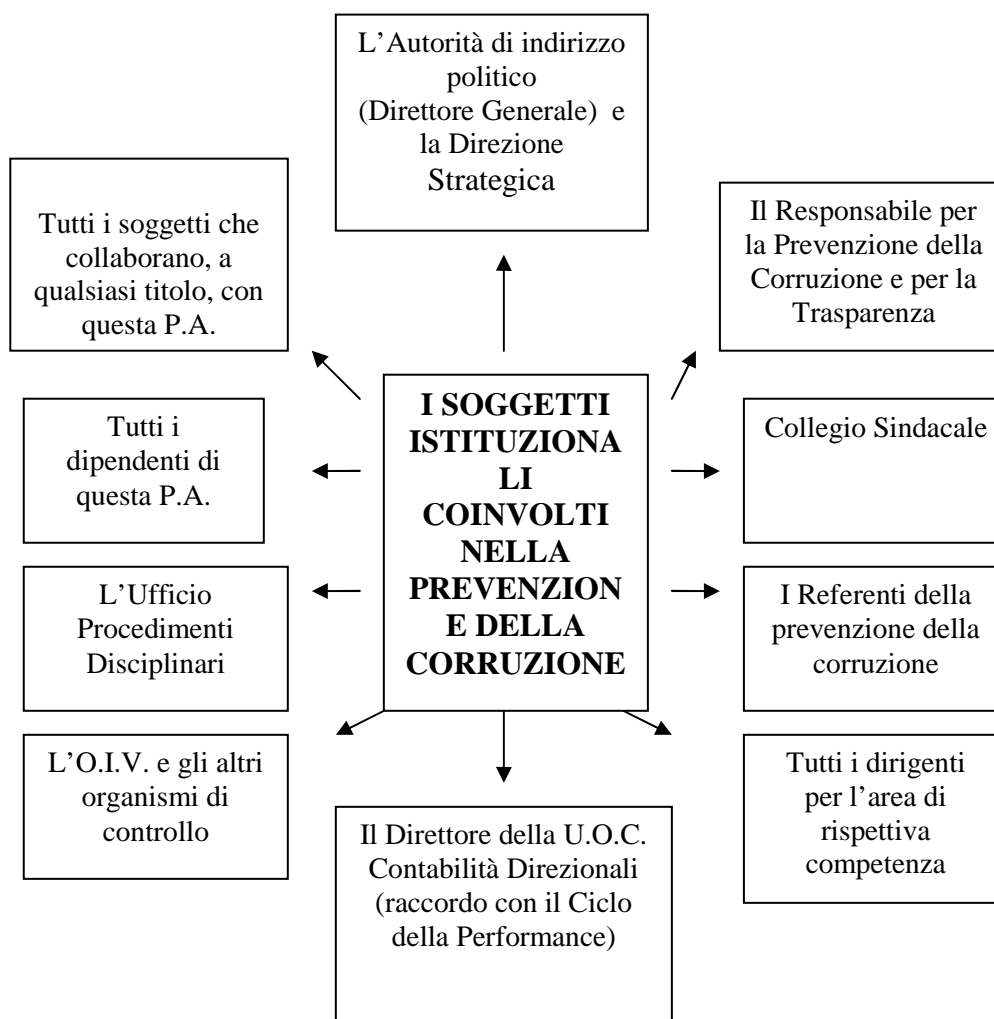 L'Autorità di indirizzo
politico
(Direttore Generale) e
la Direzione
Strategica
Tutti i soggetti che
collaborano, a
qualsiasi titolo, con
questa P.A.
Il Responsabile per
la Prevenzione della
Corruzione e per la
Trasparenza
I SOGGETTI
ISTITUZIONA
LI
COINVOLTI
NELLA
PREVENZION
E DELLA
CORRUZIONE
Tutti i
dipendenti di
questa P.A.
Collegio Sindacale
L'Ufficio
Procedimenti
Disciplinari
I Referenti della
prevenzione della
corruzione
L'O.I.V. e gli altri
organismi di
controllo
Tutti i dirigenti
per l'area di
rispettiva
competenza
Il Direttore della U.O.C.
Contabilità Direzionali
(raccordo con il Ciclo
della Performance)